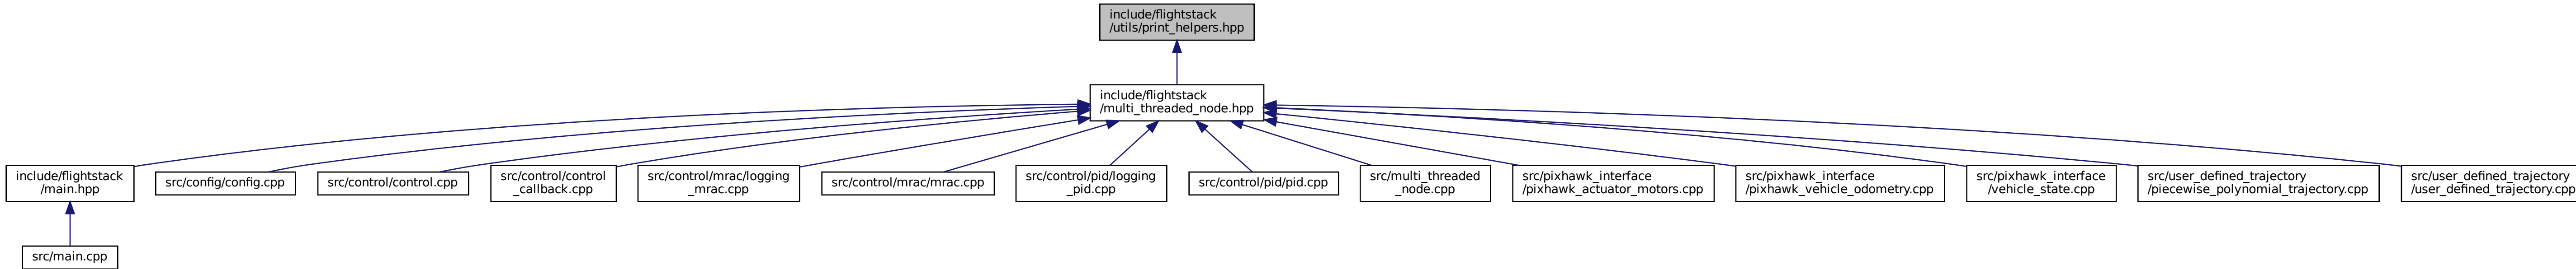 include/flightstack
/utils/print_helpers.hpp
include/flightstack
/multi_threaded_node.hpp
include/flightstack
/main.hpp
src/config/config.cpp
src/control/control.cpp
src/control/control
_callback.cpp
src/control/mrac/logging
_mrac.cpp
src/control/mrac/mrac.cpp
src/control/pid/logging
_pid.cpp
src/control/pid/pid.cpp
src/multi_threaded
_node.cpp
src/pixhawk_interface
/pixhawk_actuator_motors.cpp
src/pixhawk_interface
/pixhawk_vehicle_odometry.cpp
src/pixhawk_interface
/vehicle_state.cpp
src/user_defined_trajectory
/piecewise_polynomial_trajectory.cpp
src/user_defined_trajectory
/user_defined_trajectory.cpp
src/main.cpp